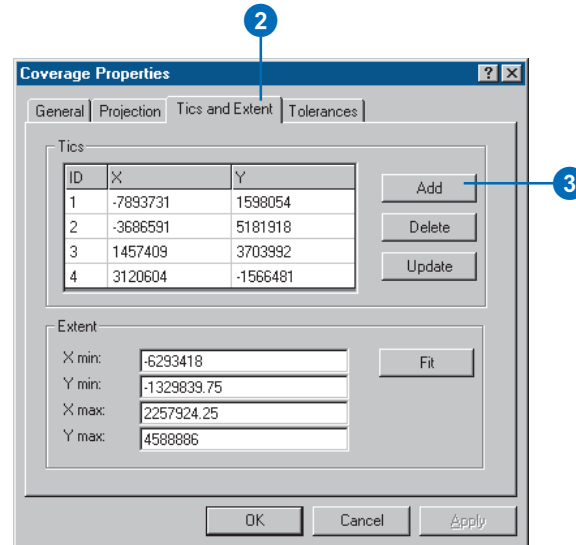 2
Coverage Properties ? X
General Projection Tics and Extent Tolerances
Tics
ID X Y
1 -7893731 1598054
2 -3686591 5181918
3 1457409 3703992
4 3120604 -1566481
Add 3
Delete
Update
Extent
X min: -6293418
Y min: -1329839.75
X max: 2257924.25
Y max: 4588886
Fit
OK Cancel Apply